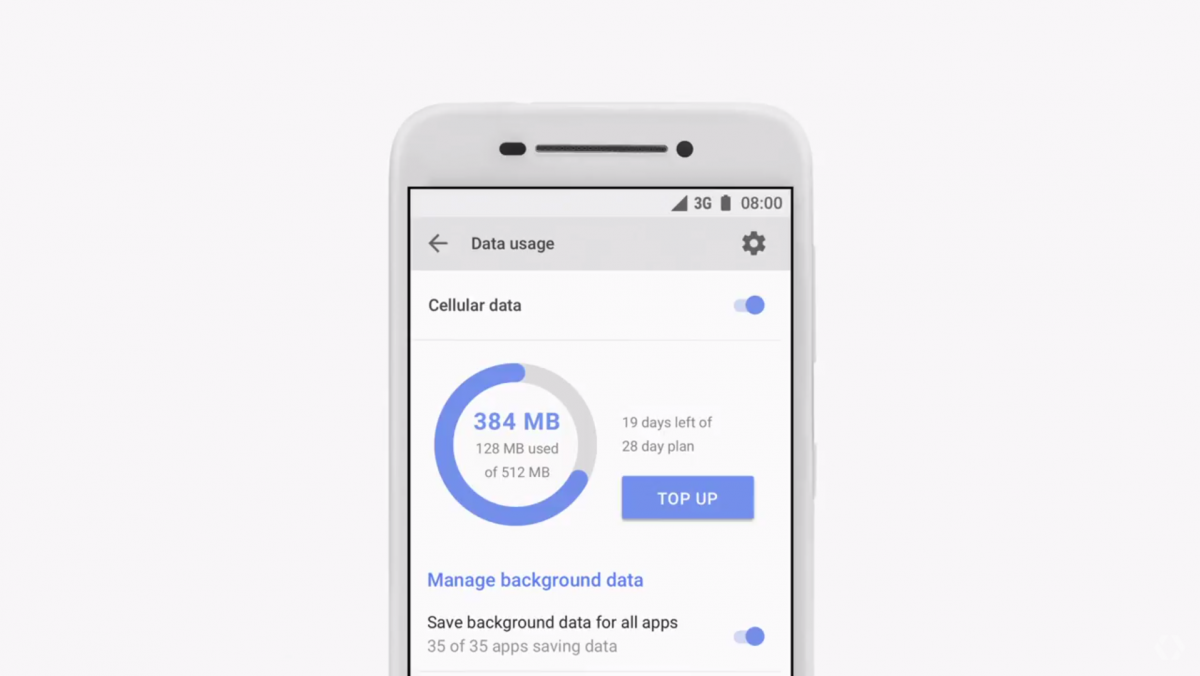 3G 08:00
Data usage
Cellular data
384 MB
128 MB used
of 512 MB
19 days left of
28 day plan
TOP UP
Manage background data
Save background data for all apps
35 of 35 apps saving data